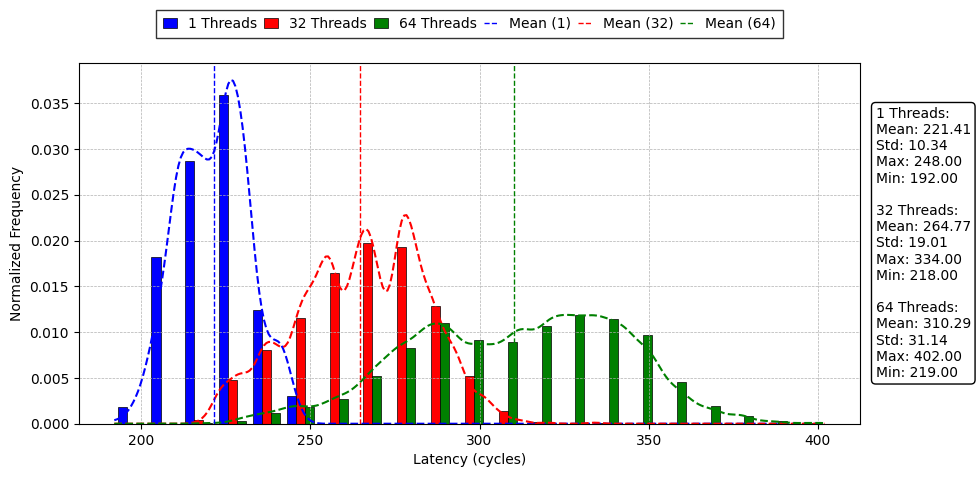 1 Threads 32 Threads 64 Threads Mean (1) Mean (32) Mean (64)
0.035
0.030
0.025
0.020
0.015
0.010
0.005
0.000
Normalized Frequency
200 250 300 350 400
Latency (cycles)
1 Threads:
Mean: 221.41
Std: 10.34
Max: 248.00
Min: 192.00
32 Threads:
Mean: 264.77
Std: 19.01
Max: 334.00
Min: 218.00
64 Threads:
Mean: 310.29
Std: 31.14
Max: 402.00
Min: 219.00